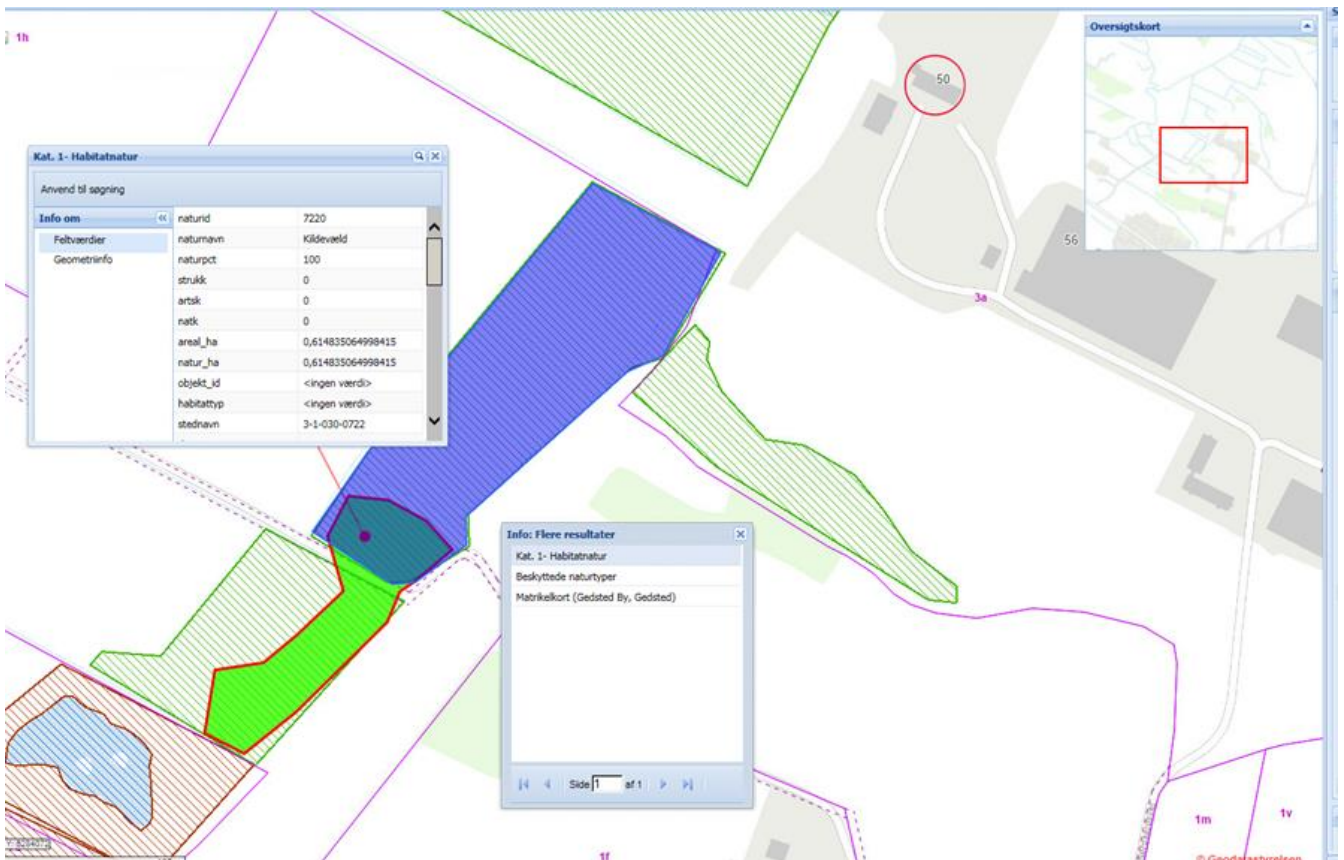 1h
Oversigtskort
50
Kat. 1- Habitatnatur
Anvend til søgning
Info om
Feltværdier
Geometriinfo
naturid 7220
naturnavn Kildevæld
naturpct 100
strukk 0
artsk 0
natk 0
areal_ha 0,614835064998415
natur_ha 0,614835064998415
objekt_id <ingen værdi>
habitattyp <ingen værdi>
stednavn 3-1-030-0722
56
3a
Info: Flere resultater
Kat. 1- Habitatnatur
Beskyttede naturtyper
Matrikelkort (Gedsted By, Gedsted)
Side 1 af 1
1m
1v
1f
© Geodatastyrelsen